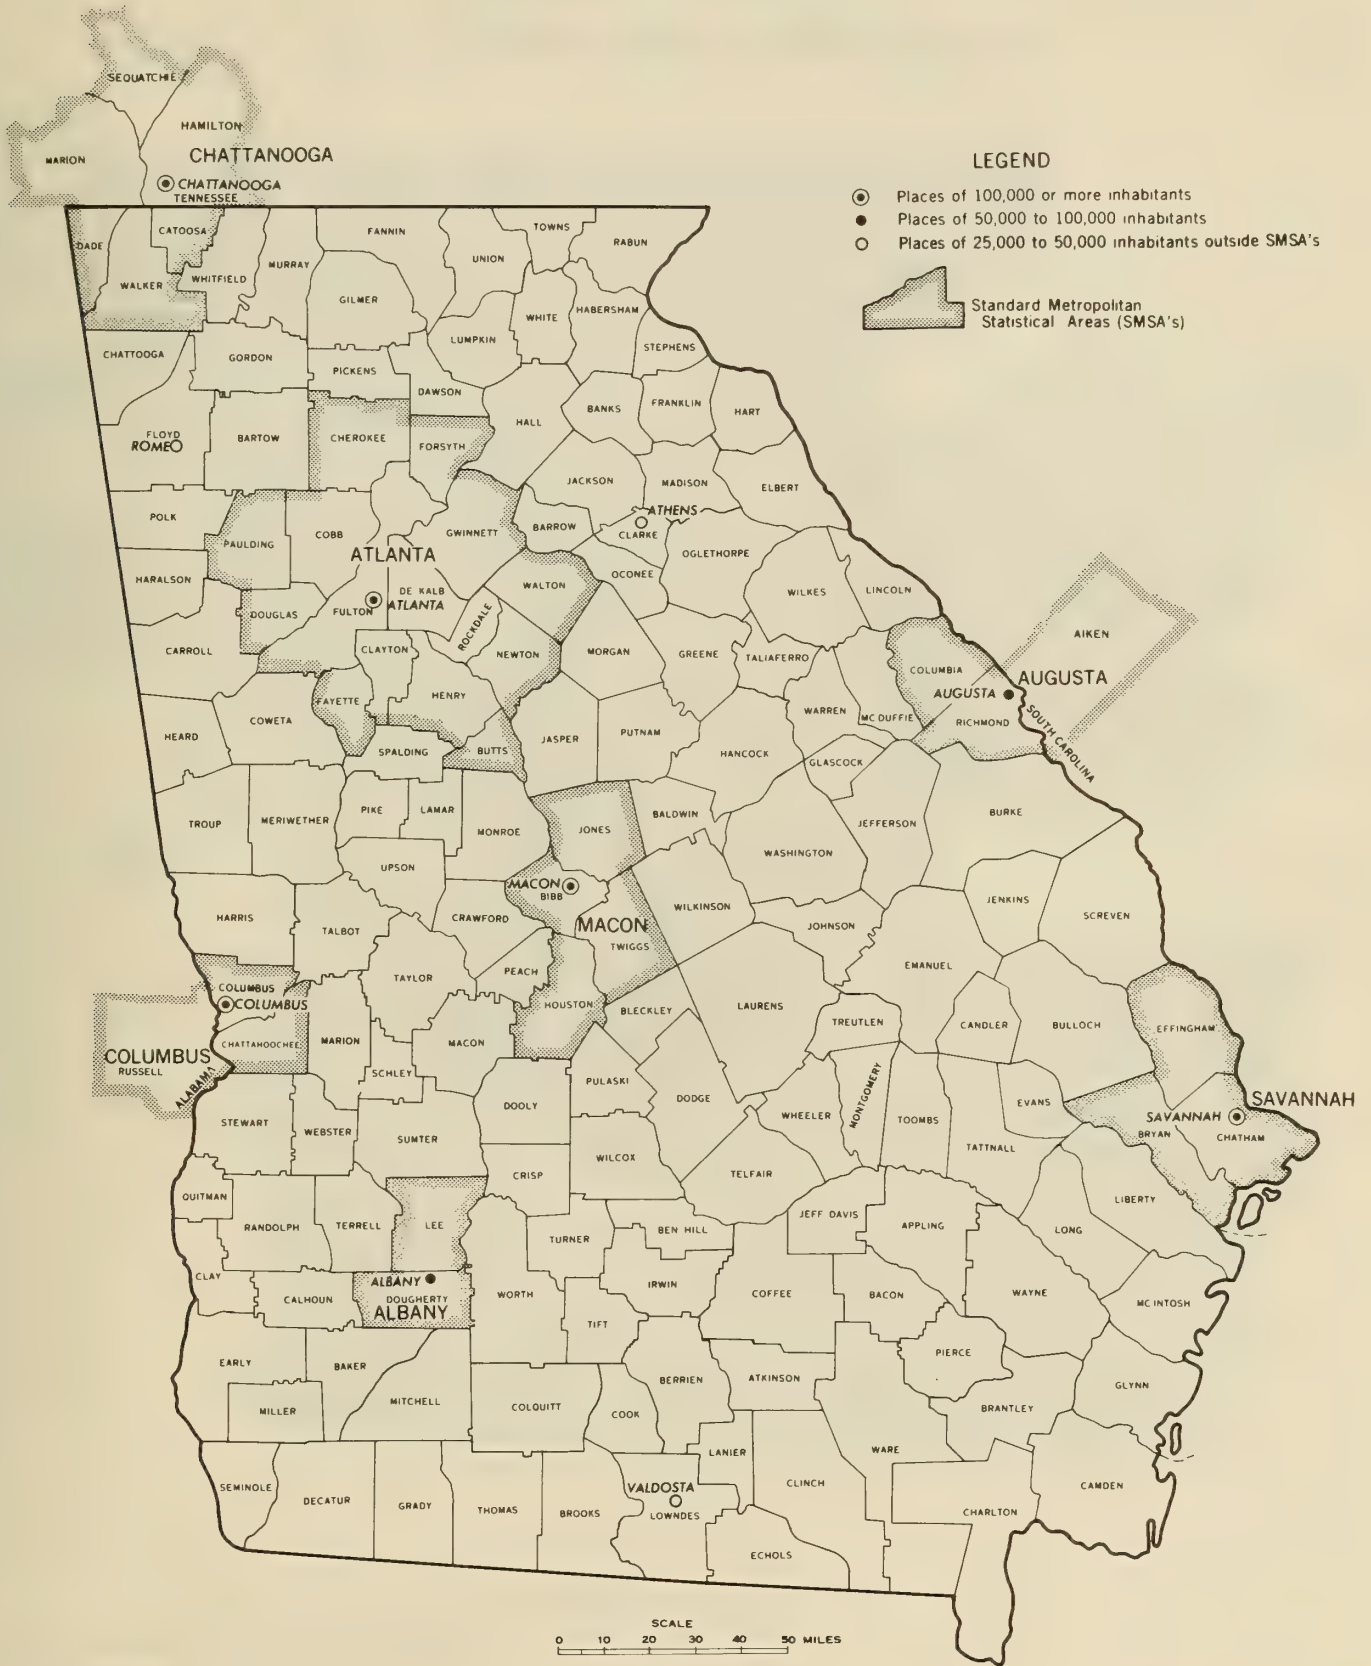 SEQUATCHIE
HAMILTON
MARION
CHATTANOOGA
CHATTANOOGA
TENNESSEE
LEGEND
Places of 100,000 or more inhabitants
Places of 50,000 to 100,000 inhabitants
Places of 25,000 to 50,000 inhabitants outside SMSA's
Standard Metropolitan
Statistical Areas (SMSA's)
DADE
CATOOSA
WALKER
WHITFIELD
MURRAY
FANNIN
GILMER
UNION
TOWNS
RABUN
WHITE
HABERSHAM
LUMPKIN
STEPHENS
CHATTOOGA
GORDON
PICKENS
DAWSON
HALL
BANKS
FRANKLIN
HART
FLOYD
ROME
BARTOW
CHEROKEE
FORSYTH
JACKSON
MADISON
ELBERT
POLK
PAULDING
COBB
GWINNETT
BARROW
ATHENS
CLARKE
OGLETHORPE
ATLANTA
HARALSON
DOUGLAS
FULTON
DE KALB
ATLANTA
ROCKDALE
WALTON
OCONEE
WILKES
LINCOLN
AIKEN
CARROLL
CLAYTON
NEWTON
MORGAN
GREENE
TALIAFERRO
COLUMBIA
AUGUSTA
AUGUSTA
RICHMOND
SOUTH CAROLINA
HEARD
COWETA
FAYETTE
HENRY
SPALDING
BUTTS
JASPER
PUTNAM
HANCOCK
WARREN
MC DUFFIE
GLASCOCK
TROUP
MERIWETHER
PIKE
LAMAR
MONROE
JONES
BALDWIN
WASHINGTON
JEFFERSON
BURKE
UPSON
MACON
BIBB
MACON
TWIGGS
WILKINSON
JOHNSON
JENKINS
SCREVEN
HARRIS
TALBOT
CRAWFORD
TAYLOR
PEACH
HOUSTON
BLECKLEY
LAURENS
EMANUEL
COLUMBUS
COLUMBUS
CHATTAHOOCHEE
COLUMBUS
RUSSELL
ALABAMA
MARION
MACON
SCHLEY
TREUTLEN
CANDLER
BULLOCH
EFFINGHAM
STEWART
WEBSTER
SUMTER
DOOLY
PULASKI
DODGE
WHEELER
MONTGOMERY
TOOMBS
EVANS
TATTNALL
SAVANNAH
SAVANNAH
BRYAN
CHATHAM
QUITMAN
RANDOLPH
TERRELL
LEE
CRISP
WILCOX
TELFAIR
JEFF DAVIS
APPLING
LONG
LIBERTY
CLAY
CALHOUN
ALBANY
DOUGHERTY
ALBANY
WORTH
TURNER
BEN HILL
IRWIN
TIFT
COFFEE
BACON
WAYNE
MC INTOSH
EARLY
BAKER
MILLER
MITCHELL
COLQUITT
COOK
BERRIEN
ATKINSON
PIERCE
BRANTLEY
GLYNN
SEMINOLE
DECATUR
GRADY
THOMAS
BROOKS
VALDOSTA
LOWNDES
LANIER
CLINCH
WARE
ECHOLS
CHARLTON
CAMDEN
SCALE
0 10 20 30 40 50 MILES